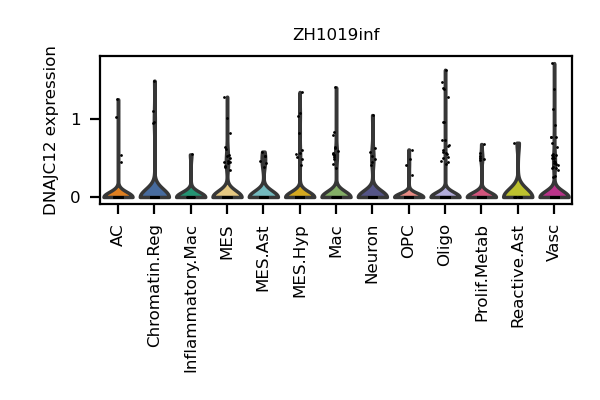 ZH1019inf
DNAJC12 expression
1
0
AC
Chromatin.Reg
Inflammatory.Mac
MES
MES.Ast
MES.Hyp
Mac
Neuron
OPC
Oligo
Prolif.Metab
Reactive.Ast
Vasc